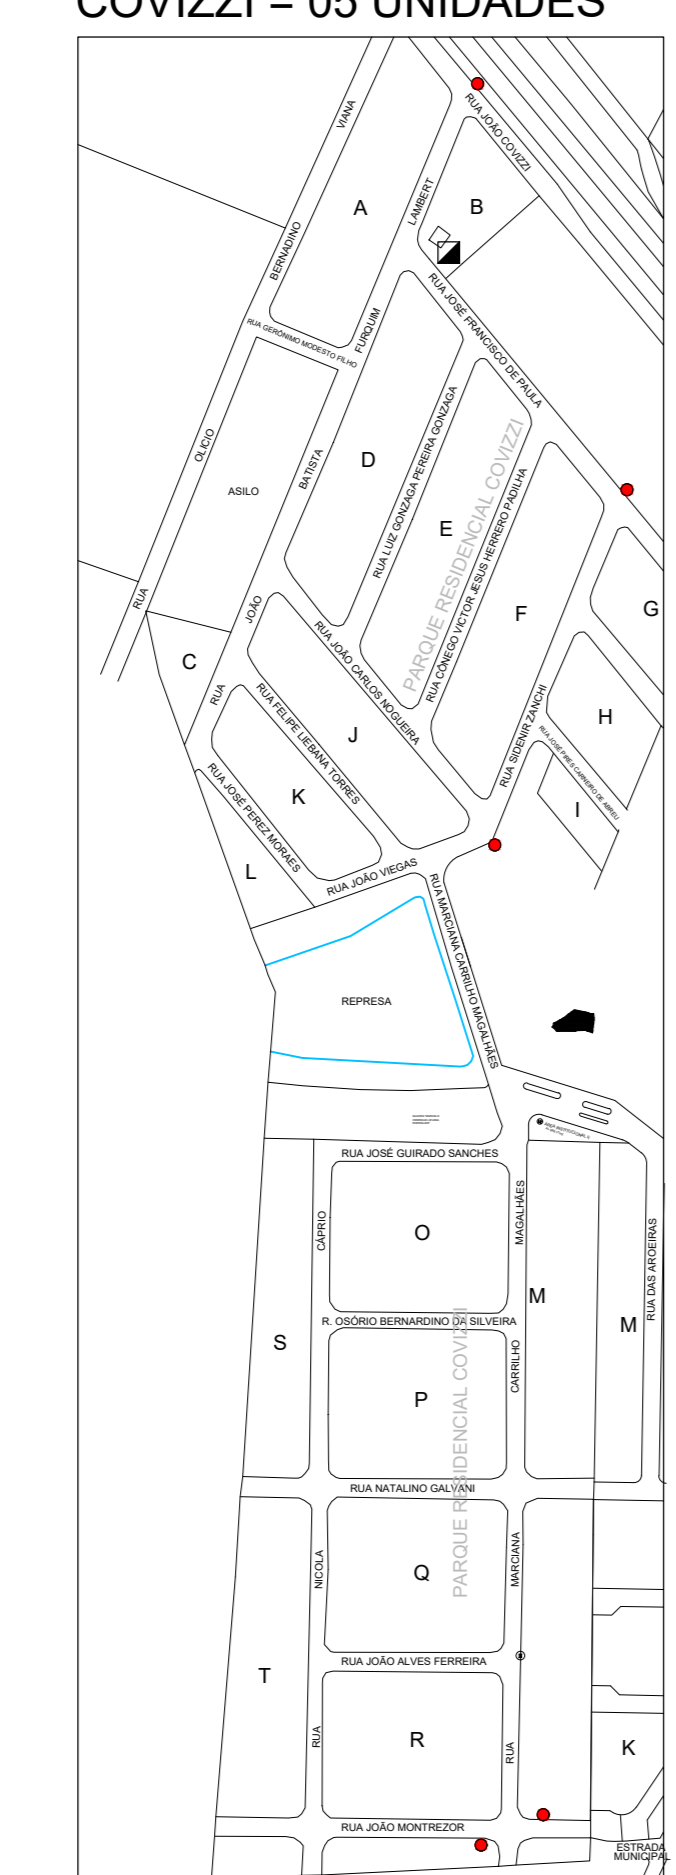 COVIZZI = 05 UNIDADES
VIANA
RUA JOÃO COVIZZI
A
LAMBERT
B
BERNADINO
RUA GERÔNIMO MODESTO FILHO
FURQUIM
RUA JOSÉ FRANCISCO DE PAULA
OLICIO
ASILO
BATISTA
D
RUA LUIZ GONZAGA PEREIRA GONZAGA
E
PARQUE RESIDENCIAL COVIZZI
RUA CÔNEGO VICTOR JESUS HERRERO PADILHA
F
G
RUA
JOÃO
C
RUA
RUA JOÃO CARLOS NOGUEIRA
RUA FELIPE LIEBANA TORRES
J
RUA SIDENIR ZANCHI
H
RUA JOSÉ PIRES CARNEIRO DE ABREU
I
K
RUA JOSÉ PEREZ MORAES
L
RUA JOÃO VIEGAS
RUA MARCIANA CARRILHO MAGALHÃES
REPRESA
RUA JOSÉ GUIRADO SANCHES
CÁPRIO
O
MAGALHÃES
M
M
RUA DAS AROEIRAS
R. OSÓRIO BERNARDINO DA SILVEIRA
S
P
CARRILHO
PARQUE RESIDENCIAL COVIZZI
RUA NATALINO GALVANI
NICOLA
Q
MARCIANA
RUA JOÃO ALVES FERREIRA
T
RUA
R
RUA
K
RUA JOÃO MONTREZOR
ESTRADA
MUNICIPAL